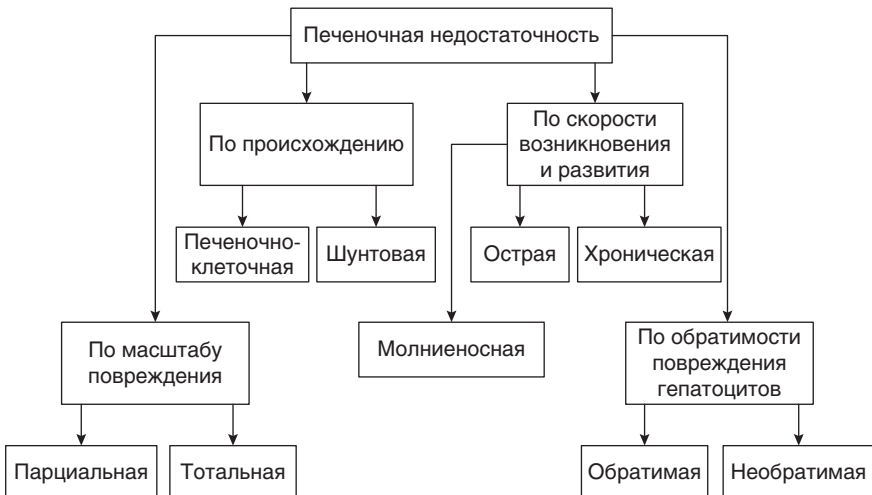 Печеночная недостаточность
По происхождению
По скорости
возникновения
и развития
Печеночно-
клеточная
Шунтовая
Острая
Хроническая
По масштабу
повреждения
Молниеносная
По обратимости
повреждения
гепатоцитов
Парциальная
Тотальная
Обратимая
Необратимая